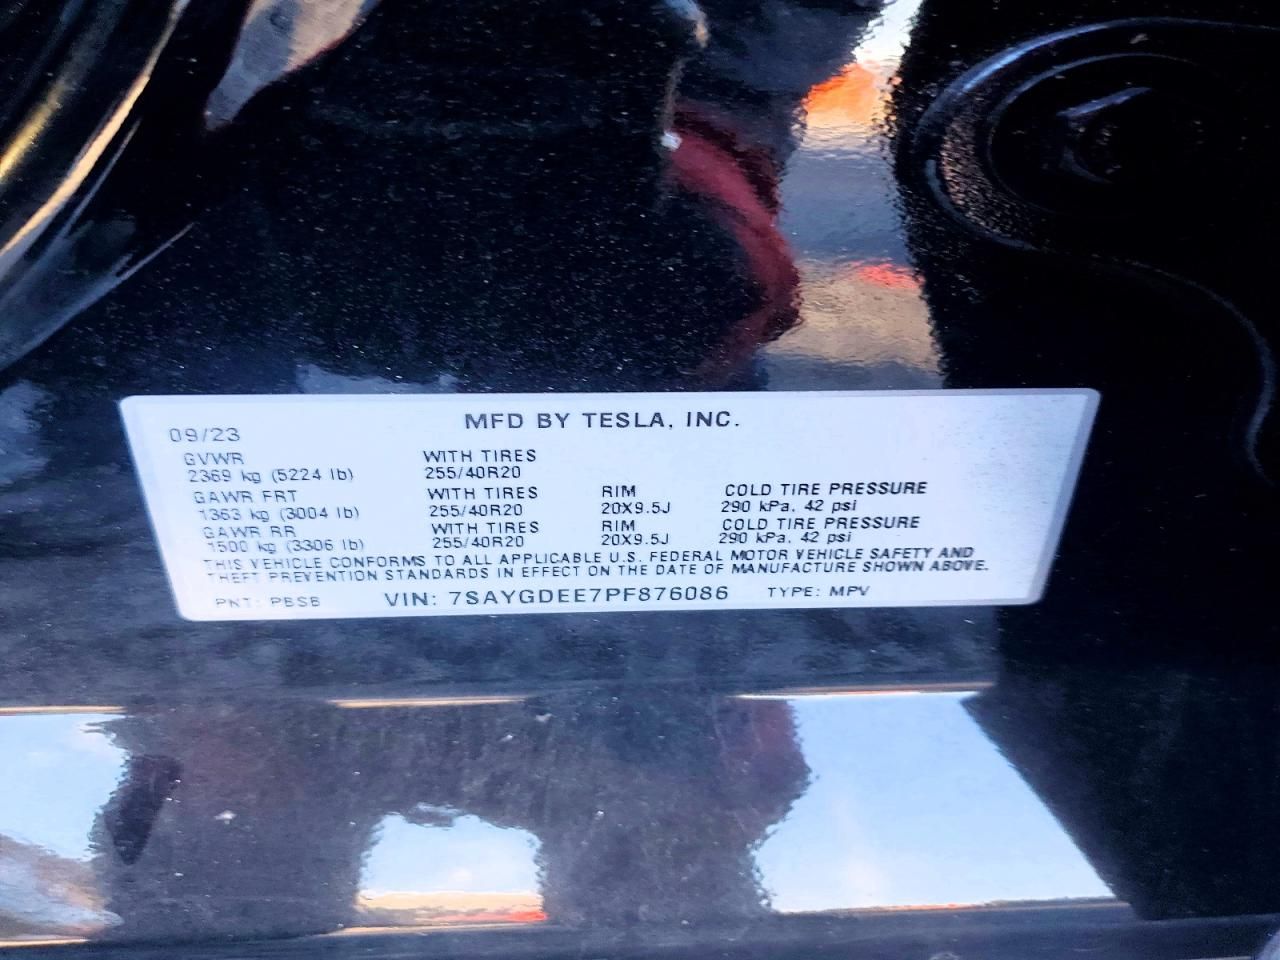 MFD BY TESLA, INC.
09/23
GVWR WITH TIRES
2369 kg (5224 lb) 255/40R20
GAWR FRT WITH TIRES RIM COLD TIRE PRESSURE
1363 kg (3004 lb) 255/40R20 20X9.5J 290 kPa, 42 psi
GAWR RR WITH TIRES RIM COLD TIRE PRESSURE
1500 kg (3306 lb) 255/40R20 20X9.5J 290 kPa, 42 psi
THIS VEHICLE CONFORMS TO ALL APPLICABLE U.S. FEDERAL MOTOR VEHICLE SAFETY AND
THEFT PREVENTION STANDARDS IN EFFECT ON THE DATE OF MANUFACTURE SHOWN ABOVE.
PNT: PBSB VIN: 7SAYGDEE7PF876086 TYPE: MPV